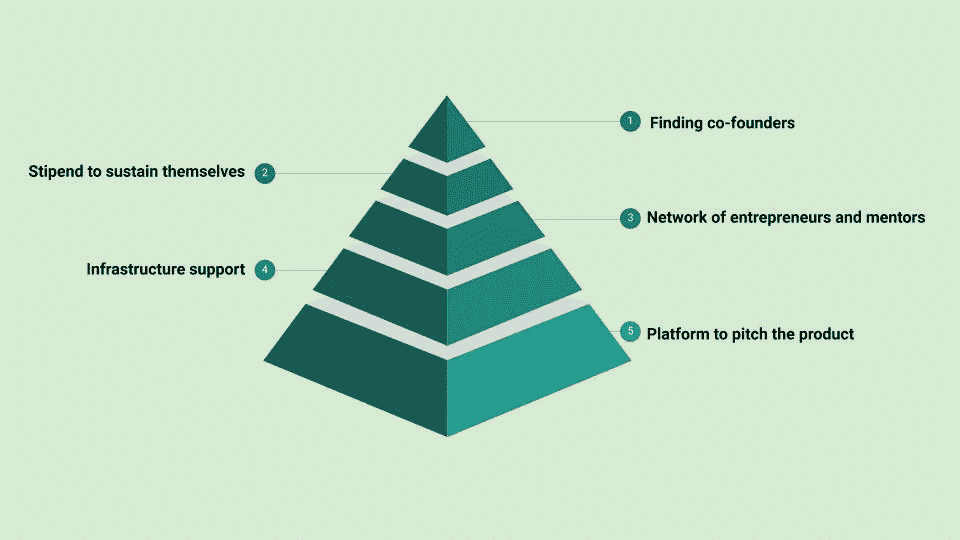 1 Finding co-founders
Stipend to sustain themselves 2
3 Network of entrepreneurs and mentors
Infrastructure support 4
5 Platform to pitch the product